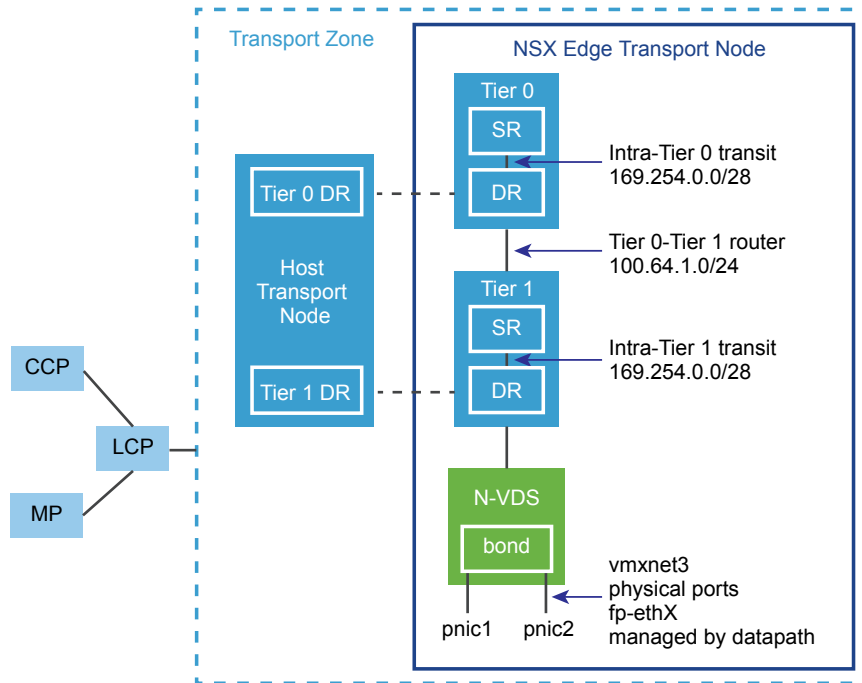 Transport Zone
NSX Edge Transport Node
Tier 0
SR
DR
Intra-Tier 0 transit
169.254.0.0/28
Tier 0 DR
Host
Transport
Node
Tier 1 DR
Tier 0-Tier 1 router
100.64.1.0/24
Tier 1
SR
DR
Intra-Tier 1 transit
169.254.0.0/28
CCP
LCP
MP
N-VDS
bond
pnic1
pnic2
vmxnet3
physical ports
fp-ethX
managed by datapath